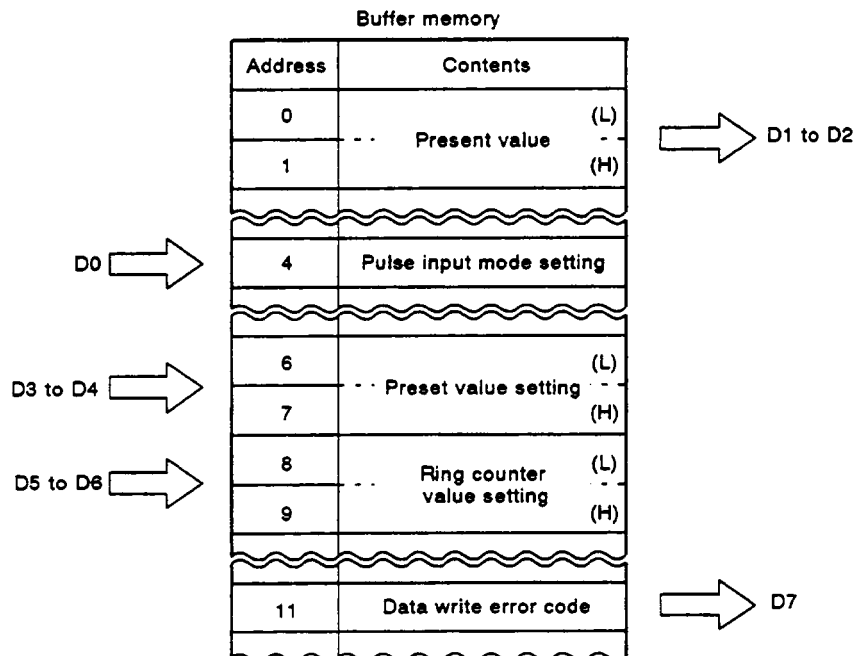 Buffer memory
Address Contents
0 (L)
Present value
1 (H)
D1 to D2
D0
4 Pulse input mode setting
6 (L)
D3 to D4
Preset value setting
7 (H)
8 (L)
D5 to D6
Ring counter
value setting
9 (H)
11 Data write error code
D7